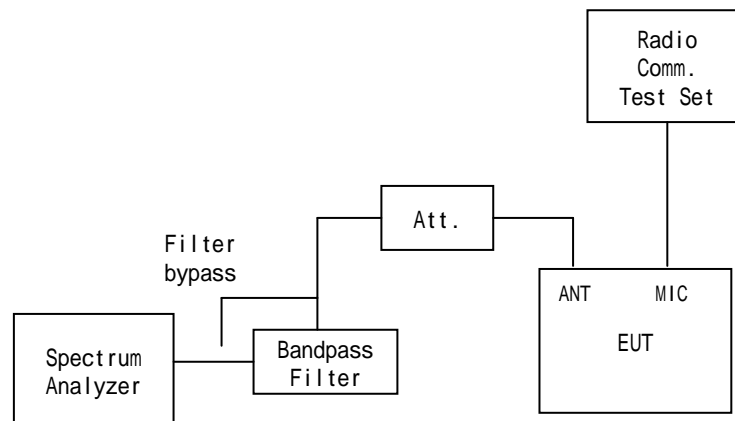 Radio
Comm.
Test Set
Att.
Filter
bypass
ANT MIC
EUT
Spectrum
Analyzer
Bandpass
Filter